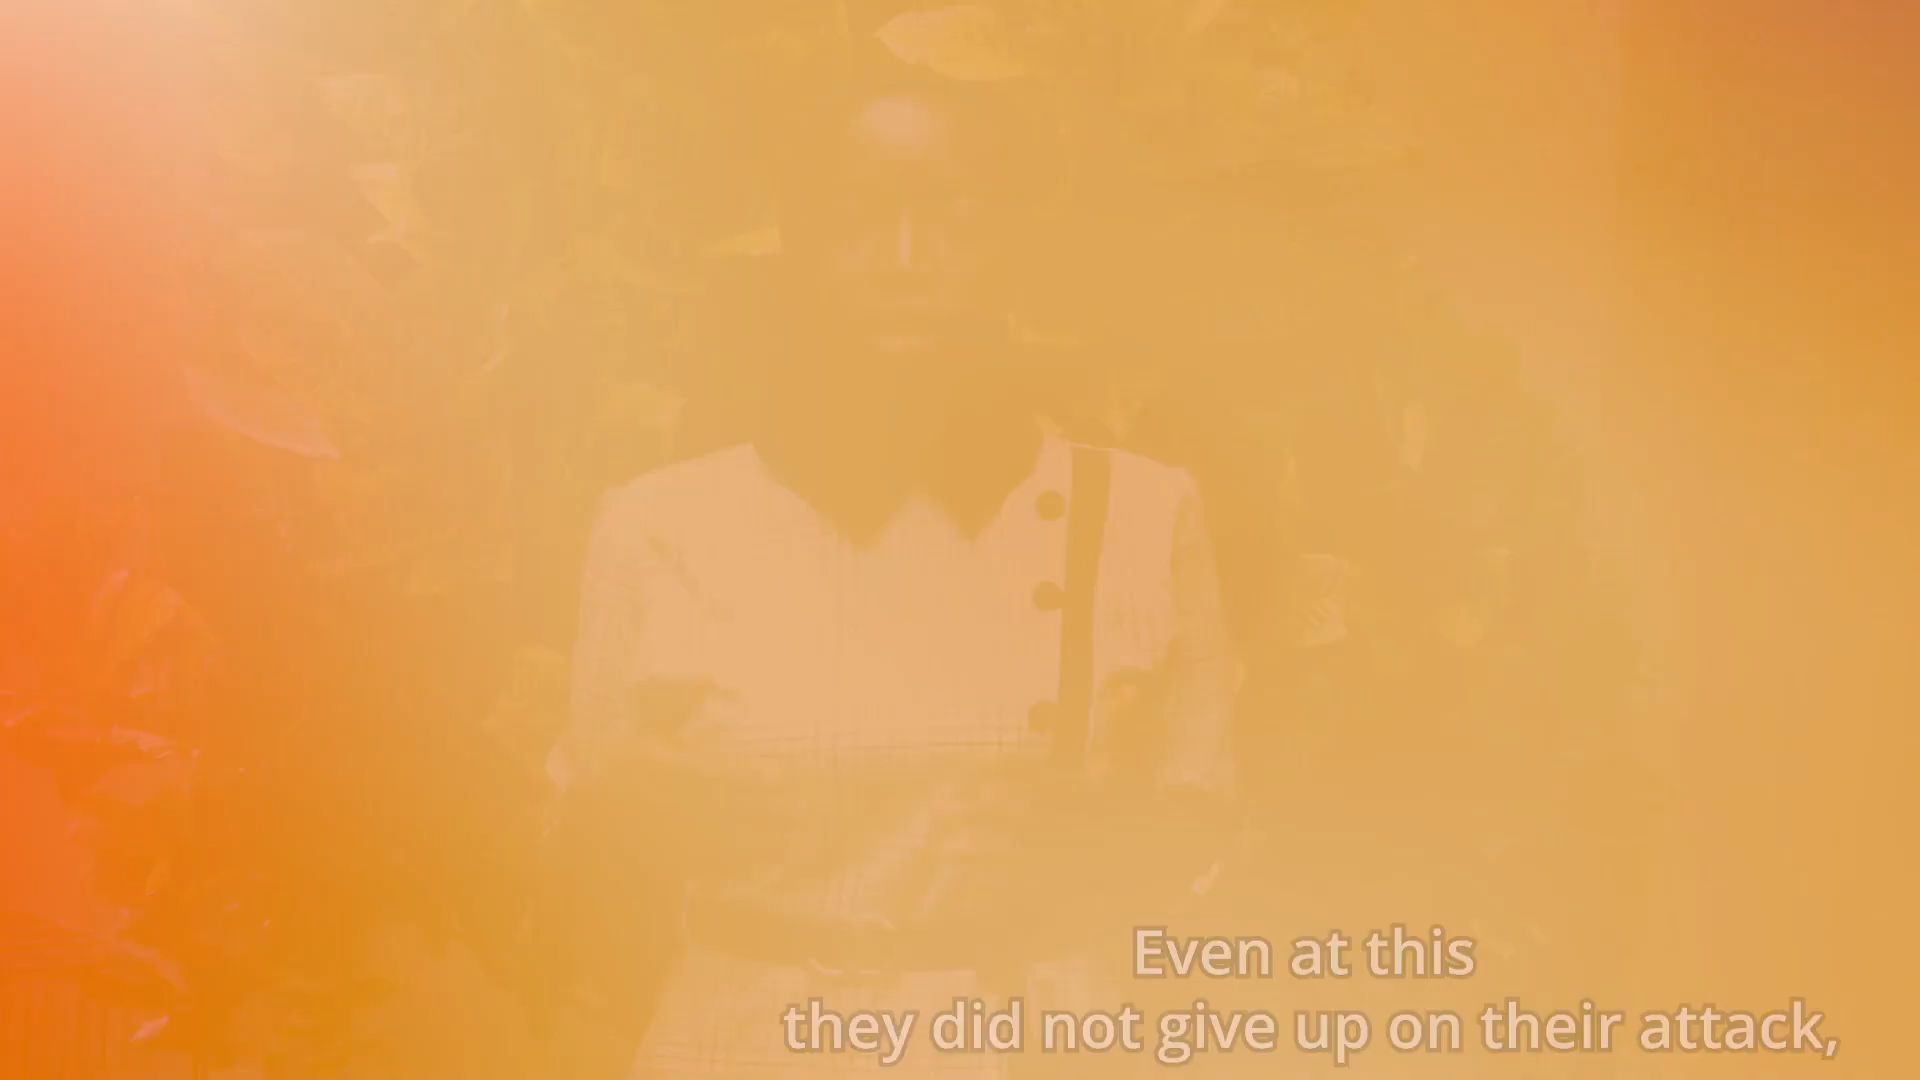 Even at this
they did not give up on their attack,